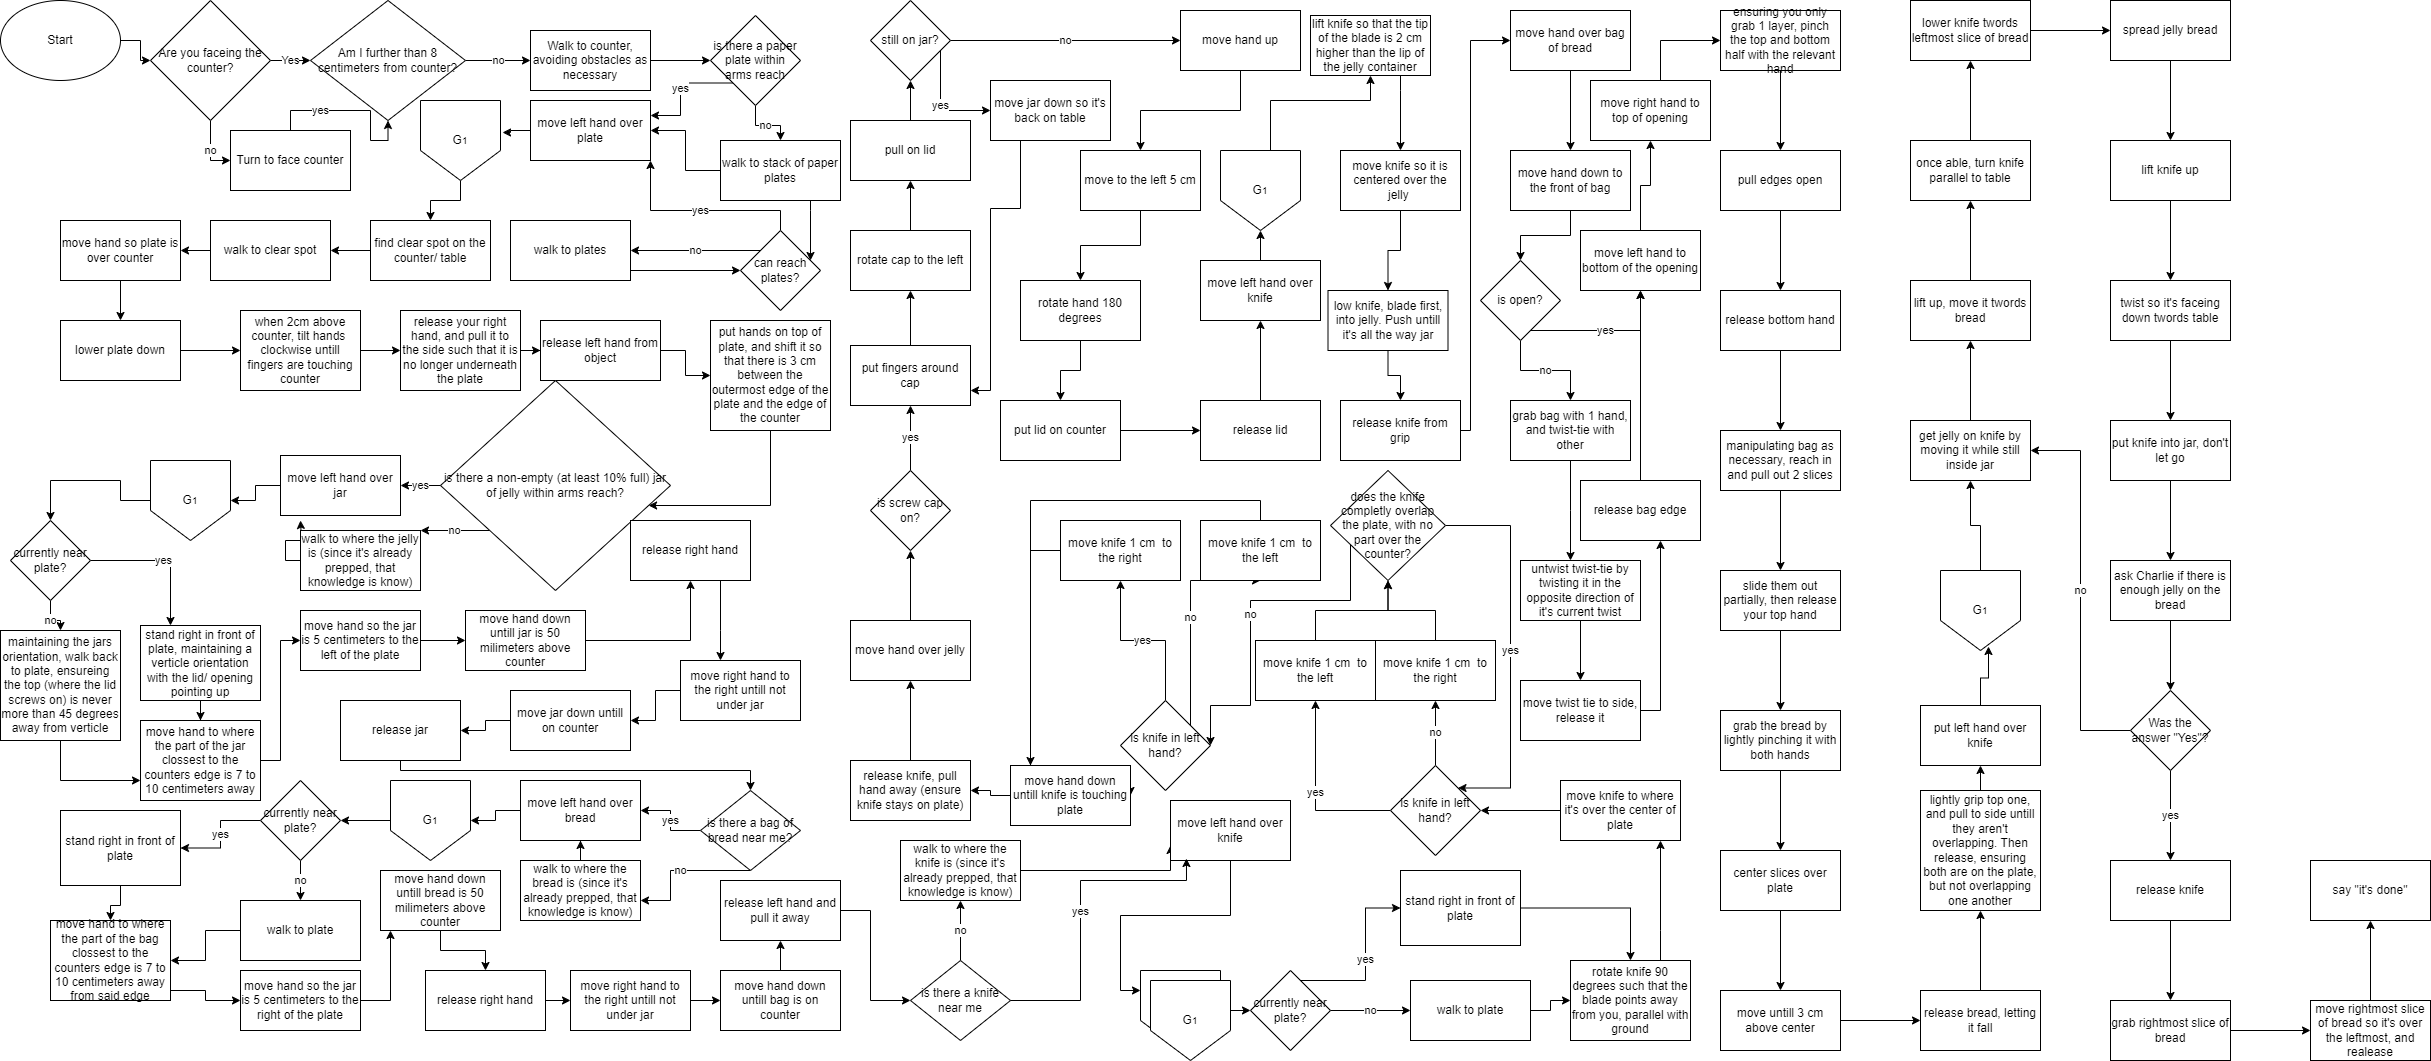 Start
Are you faceing the
counter?
Yes
no
Turn to face counter
yes
Am I further than 8
centimeters from counter?
no
Walk to counter,
avoiding obstacles as
necessary
is there a paper
plate within
arms reach
yes
no
move left hand over
plate
walk to stack of paper
plates
G1
yes
can reach
plates?
no
walk to plates
find clear spot on the
counter/ table
walk to clear spot
move hand so plate is
over counter
lower plate down
when 2cm above
counter, tilt hands
clockwise untill
fingers are touching
counter
release your right
hand, and pull it to
the side such that it is
no longer underneath
the plate
release left hand from
object
put hands on top of
plate, and shift it so
that there is 3 cm
between the
outermost edge of the
plate and the edge of
the counter
is there a non-empty (at least 10% full) jar
of jelly within arms reach?
yes
no
move left hand over
jar
walk to where the jelly
is (since it's already
prepped, that
knowledge is know)
G1
currently near
plate?
yes
no
maintaining the jars
orientation, walk back
to plate, ensureing
the top (where the lid
screws on) is never
more than 45 degrees
away from verticle
stand right in front of
plate, maintaining a
verticle orientation
with the lid/ opening
pointing up
move hand to where
the part of the jar
clossest to the
counters edge is 7 to
10 centimeters away
move hand so the jar
is 5 centimeters to the
left of the plate
move hand down
untill jar is 50
milimeters above
counter
release right hand
move right hand to
the right untill not
under jar
move jar down untill
on counter
release jar
is there a bag of
bread near me?
yes
no
move left hand over
bread
walk to where the
bread is (since it's
already prepped, that
knowledge is know)
G1
currently near
plate?
yes
no
stand right in front of
plate
walk to plate
move hand to where
the part of the bag
clossest to the
counters edge is 7 to
10 centimeters away
from said edge
move hand so the jar
is 5 centimeters to the
right of the plate
move hand down
untill bread is 50
milimeters above
counter
release right hand
move right hand to
the right untill not
under jar
move hand down
untill bag is on
counter
release left hand and
pull it away
is there a knife
near me
no
yes
walk to where the
knife is (since it's
already prepped, that
knowledge is know)
move left hand over
knife
G1
currently near
plate?
yes
no
stand right in front of
plate
walk to plate
rotate knife 90
degrees such that the
blade points away
from you, parallel with
ground
move knife to where
it's over the center of
plate
Is knife in left
hand?
yes
no
move knife 1 cm  to
the left
move knife 1 cm  to
the right
does the knife
completly overlap
the plate, with no
part over the
counter?
yes
no
Is knife in left
hand?
yes
no
move knife 1 cm  to
the right
move knife 1 cm  to
the left
move hand down
untill knife is touching
plate
release knife, pull
hand away (ensure
knife stays on plate)
move hand over jelly
is screw cap
on?
yes
put fingers around
cap
rotate cap to the left
pull on lid
still on jar?
yes
no
move jar down so it's
back on table
move hand up
move to the left 5 cm
rotate hand 180
degrees
put lid on counter
release lid
move left hand over
knife
G1
lift knife so that the tip
of the blade is 2 cm
higher than the lip of
the jelly container
move knife so it is
centered over the
jelly
low knife, blade first,
into jelly. Push untill
it's all the way jar
release knife from
grip
move hand over bag
of bread
move hand down to
the front of bag
is open?
yes
no
grab bag with 1 hand,
and twist-tie with
other
untwist twist-tie by
twisting it in the
opposite direction of
it's current twist
move twist tie to side,
release it
release bag edge
move left hand to
bottom of the opening
move right hand to
top of opening
ensuring you only
grab 1 layer, pinch
the top and bottom
half with the relevant
hand
pull edges open
release bottom hand
manipulating bag as
necessary, reach in
and pull out 2 slices
slide them out
partially, then release
your top hand
grab the bread by
lightly pinching it with
both hands
center slices over
plate
move untill 3 cm
above center
release bread, letting
it fall
lightly grip top one,
and pull to side untill
they aren't
overlapping. Then
release, ensuring
both are on the plate,
but not overlapping
one another
put left hand over
knife
G1
get jelly on knife by
moving it while still
inside jar
lift up, move it twords
bread
once able, turn knife
parallel to table
lower knife twords
leftmost slice of bread
spread jelly bread
lift knife up
twist so it's faceing
down twords table
put knife into jar, don't
let go
ask Charlie if there is
enough jelly on the
bread
Was the
answer "Yes"?
no
yes
release knife
grab rightmost slice of
bread
move rightmost slice
of bread so it's over
the leftmost, and
realease
say "it's done"